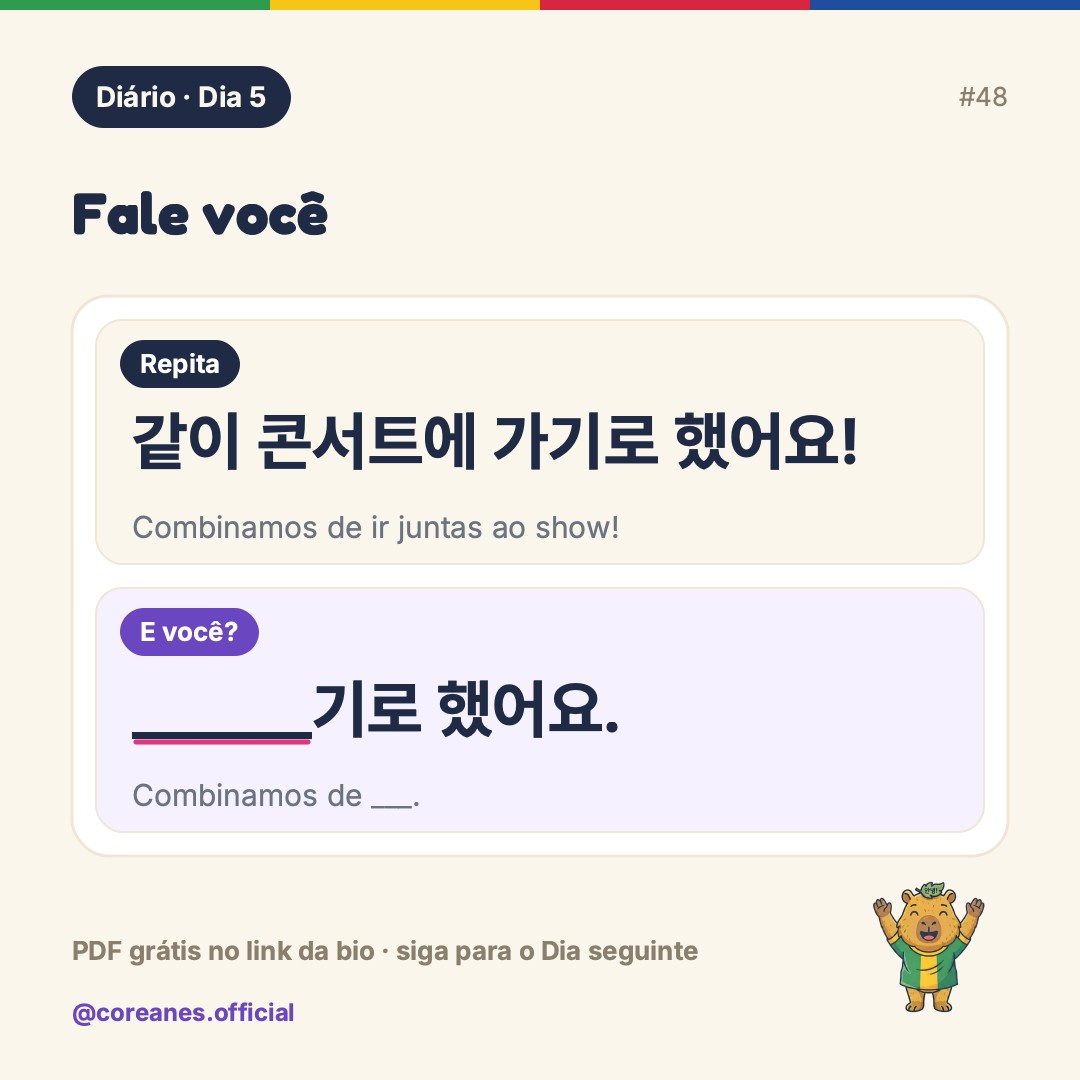 Diário · Dia 5
#48
Fale você
Repita
같이 콘서트에 가기로 했어요!
Combinamos de ir juntas ao show!
E você?
______기로 했어요.
Combinamos de ___.
PDF grátis no link da bio · siga para o Dia seguinte
@coreanes.official